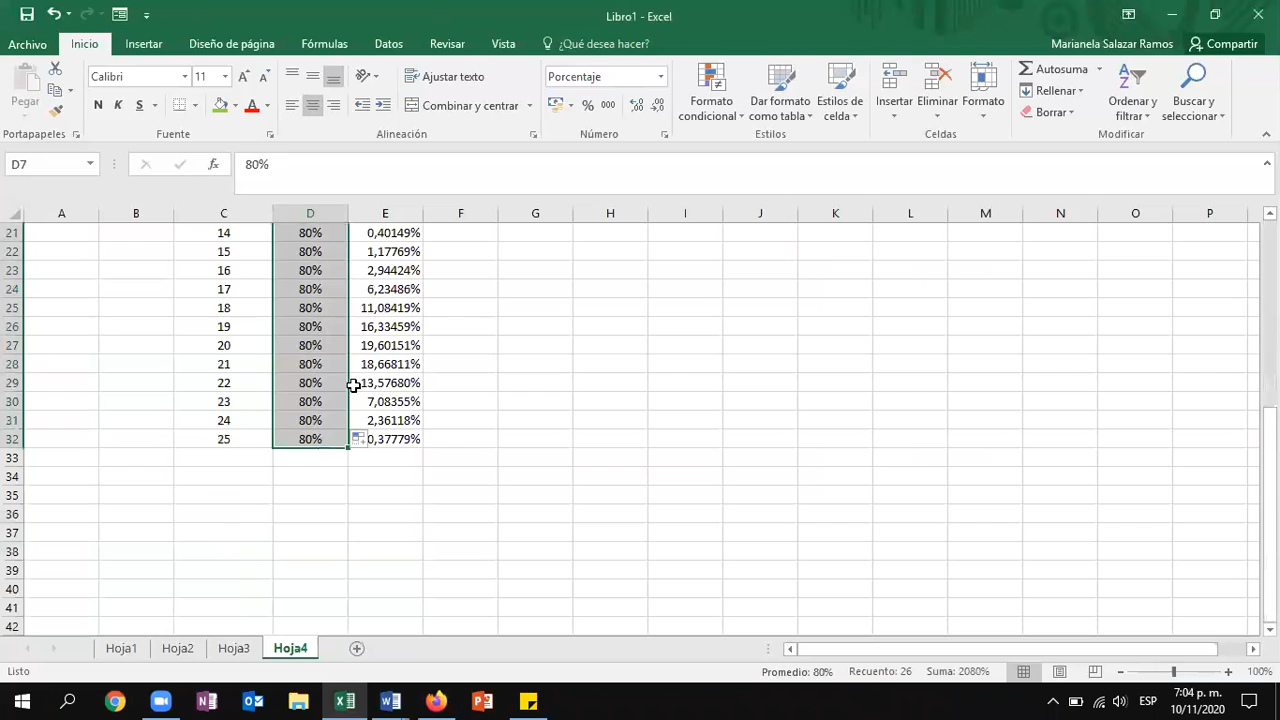 Libro1 - Excel
Archivo Inicio Insertar Diseño de página Fórmulas Datos Revisar Vista ¿Qué desea hacer? Marianela Salazar Ramos Compartir
Pegar
Calibri 11
N K S
Ajustar texto
Combinar y centrar
Porcentaje
% 000
Formato condicional
Dar formato como tabla
Estilos de celda
Insertar Eliminar Formato
Autosuma
Rellenar
Borrar
Ordenar y filtrar
Buscar y seleccionar
Portapapeles Fuente Alineación Número Estilos Celdas Modificar
D7 fx 80%
A B C D E F G H I J K L M N O P
21 14 80% 0,40149%
22 15 80% 1,17769%
23 16 80% 2,94424%
24 17 80% 6,23486%
25 18 80% 11,08419%
26 19 80% 16,33459%
27 20 80% 19,60151%
28 21 80% 18,66811%
29 22 80% 13,57680%
30 23 80% 7,08355%
31 24 80% 2,36118%
32 25 80% 0,37779%
33
34
35
36
37
38
39
40
41
42
Hoja1 Hoja2 Hoja3 Hoja4
Listo Promedio: 80% Recuento: 26 Suma: 2080% 100%
ESP 7:04 p. m.
10/11/2020